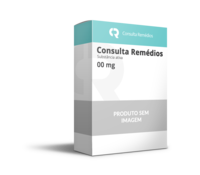 Consulta Remédios
Consulta Remédios
Substância ativa
00 mg
PRODUTO SEM
IMAGEM